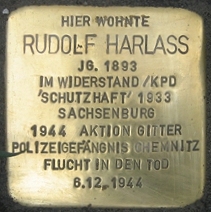 HIER WOHNTE
RUDOLF HARLASS
JG. 1893
IM WIDERSTAND/KPD
'SCHUTZHAFT' 1933
SACHSENBURG
1944 AKTION GITTER
POLIZEIGEFÄNGNIS CHEMNITZ
FLUCHT IN DEN TOD
6.12.1944